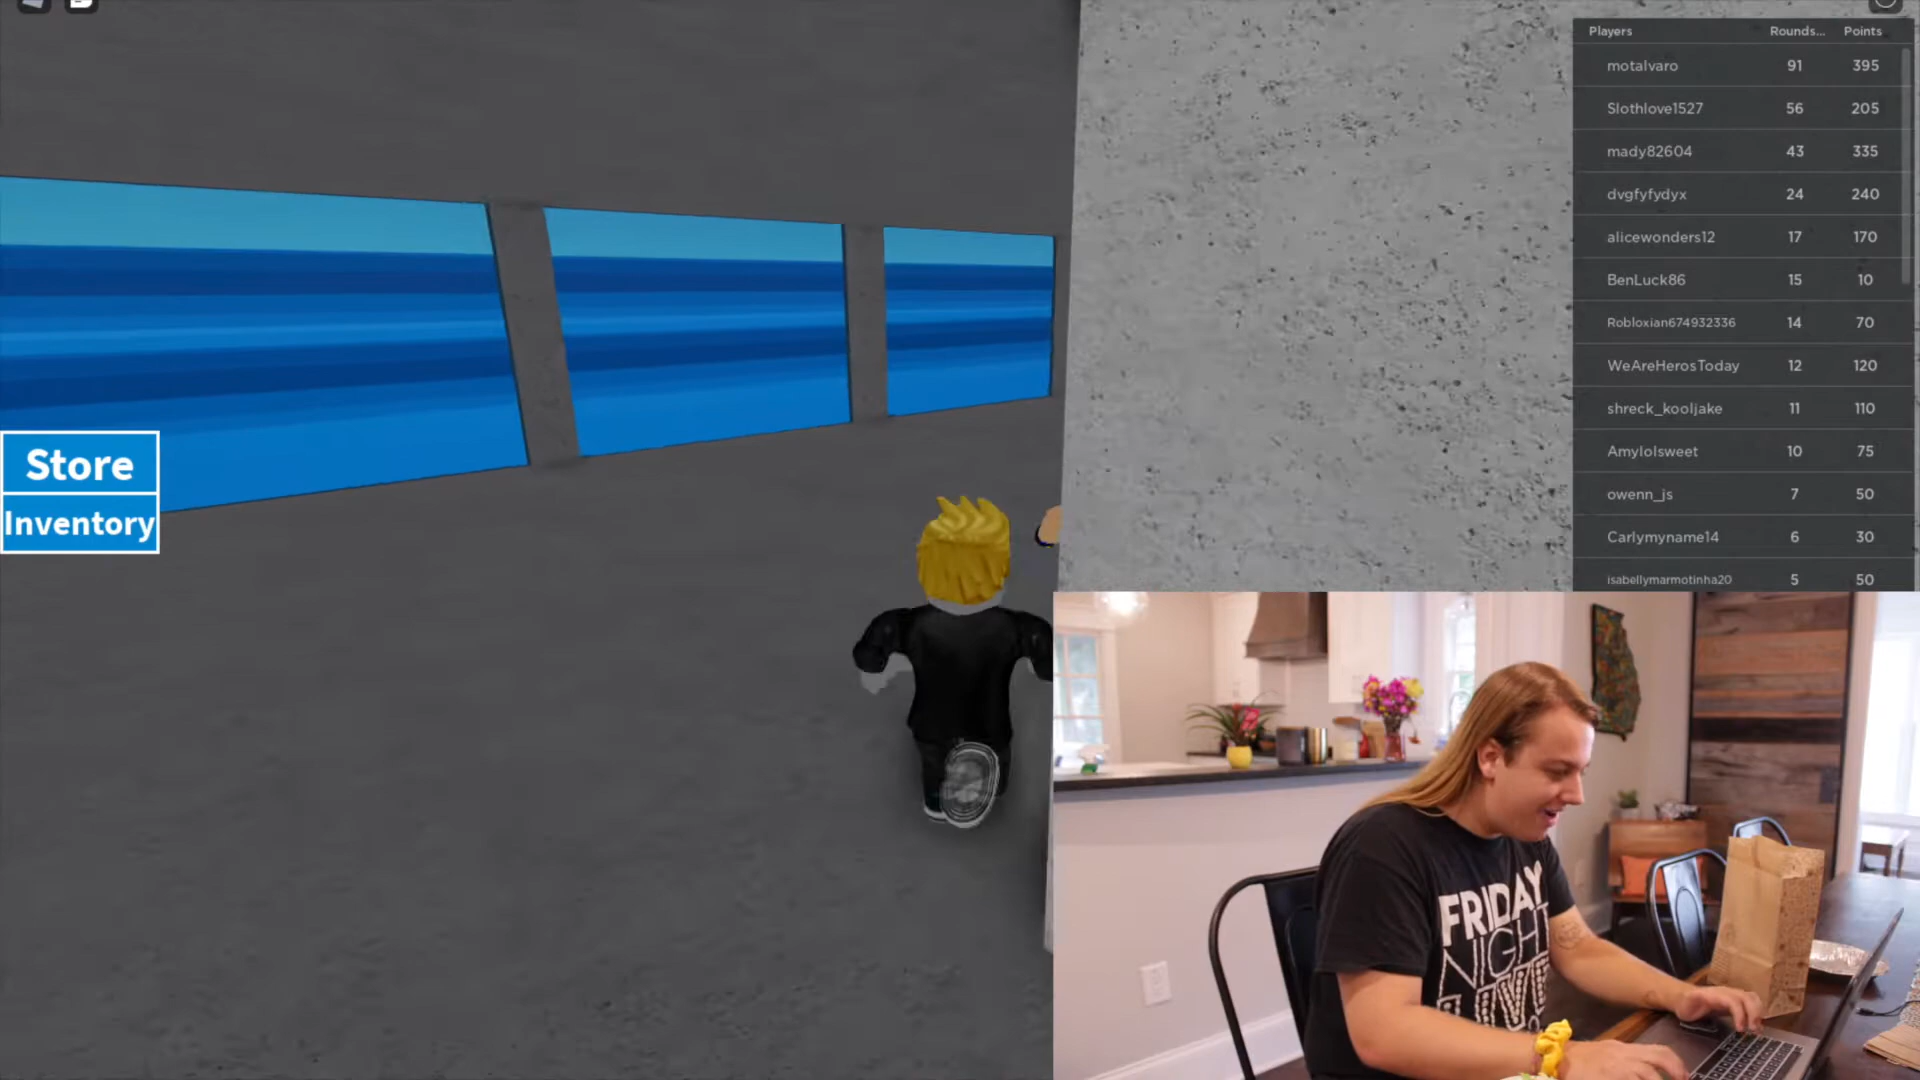 Players Rounds... Points
motalvaro 91 395
Slothlove1527 56 205
mady82604 43 335
dvgfyfydyx 24 240
alicewonders12 17 170
BenLuck86 15 10
Robloxian674932336 14 70
WeAreHerosToday 12 120
shreck_kooljake 11 110
Amylolsweet 10 75
owenn_js 7 50
Carlymyname14 6 30
isabellymarmotinha20 5 50
Store
Inventory
FRIDAY
NIGHT
LIVE